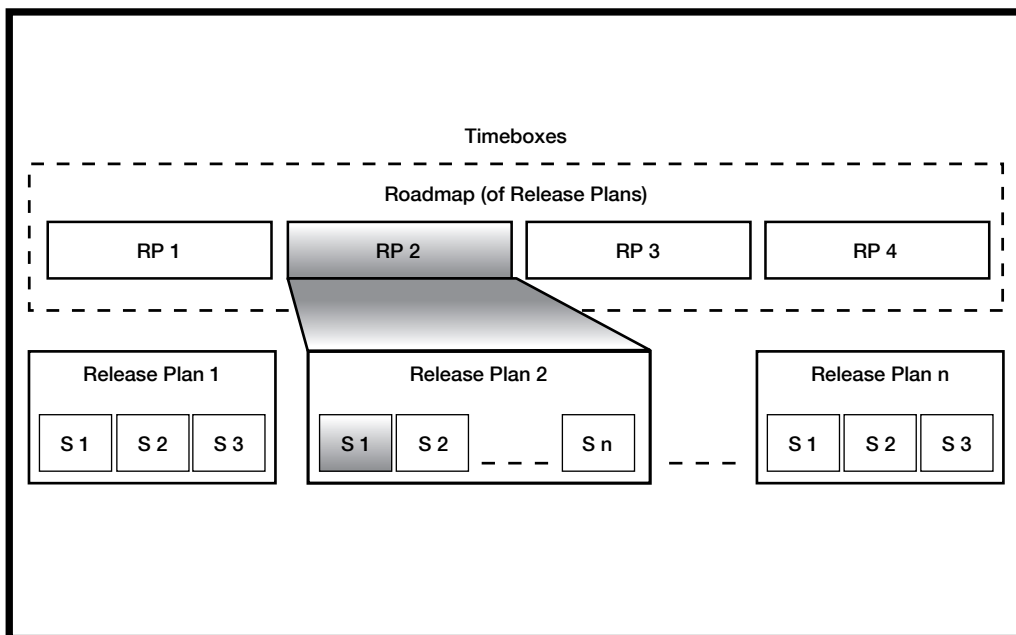 Timeboxes
Roadmap (of Release Plans)
RP 1 RP 2 RP 3 RP 4
Release Plan 1 Release Plan 2 Release Plan n
S 1 S 2 S 3 S 1 S 2 S n S 1 S 2 S 3